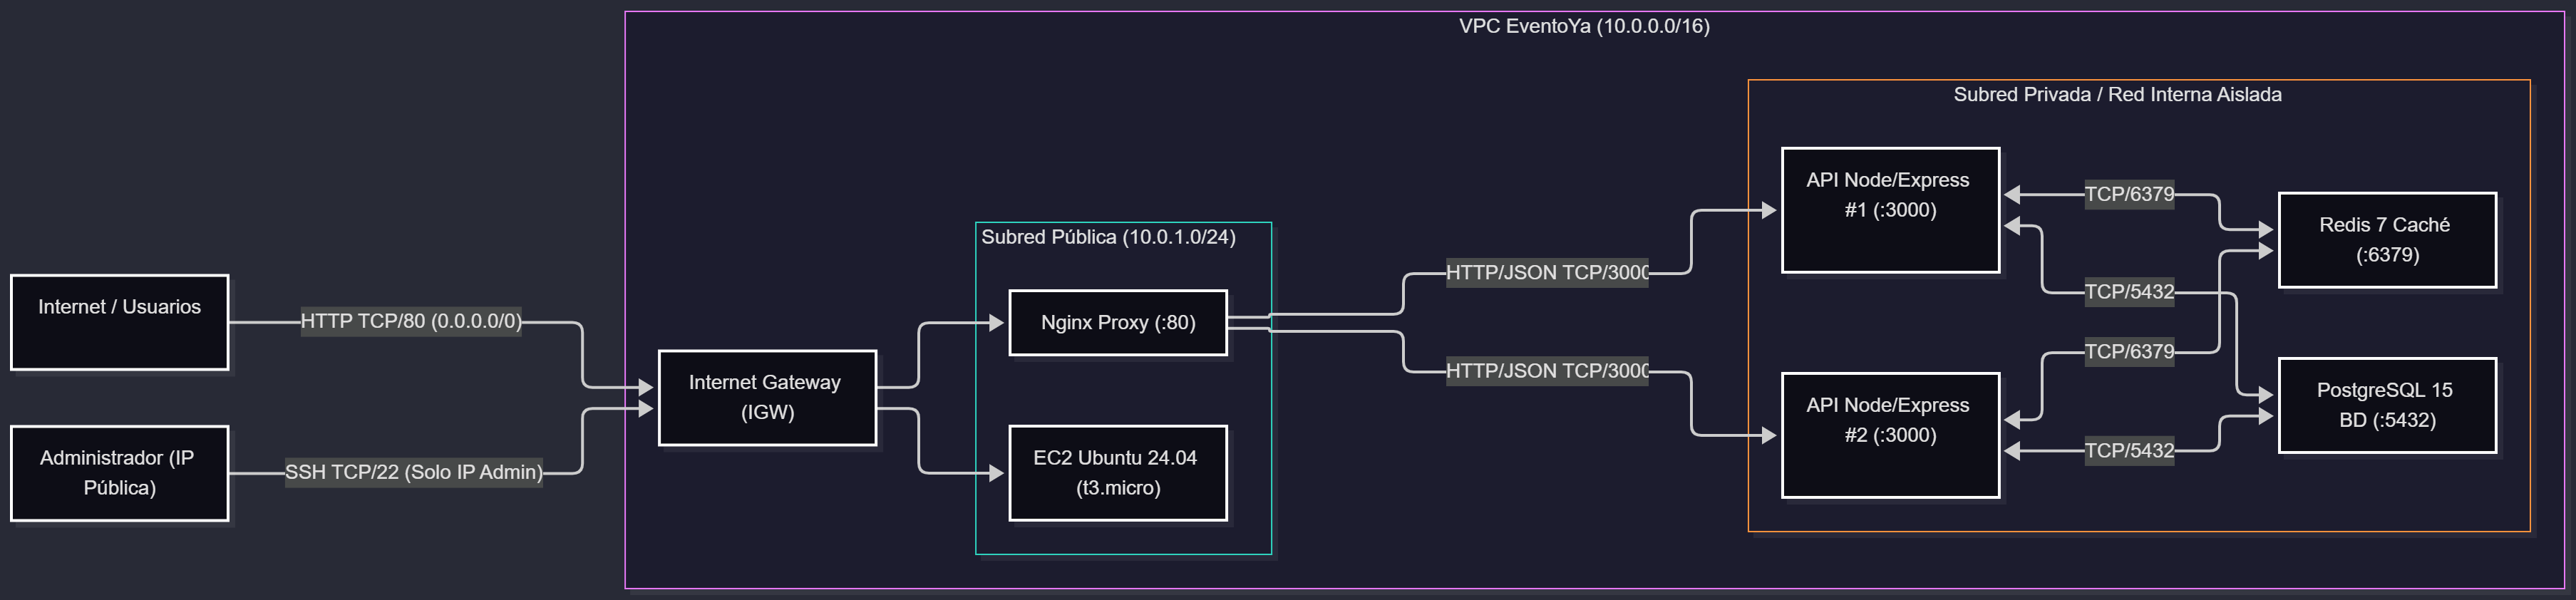 VPC EventoYa (10.0.0.0/16)
Subred Privada / Red Interna Aislada
Subred Pública (10.0.1.0/24)
Internet / Usuarios
HTTP TCP/80 (0.0.0.0/0)
Administrador (IP
Pública)
SSH TCP/22 (Solo IP Admin)
Internet Gateway
(IGW)
Nginx Proxy (:80)
EC2 Ubuntu 24.04
(t3.micro)
HTTP/JSON TCP/3000
HTTP/JSON TCP/3000
API Node/Express
#1 (:3000)
API Node/Express
#2 (:3000)
TCP/6379
TCP/5432
TCP/6379
TCP/5432
Redis 7 Caché
(:6379)
PostgreSQL 15
BD (:5432)